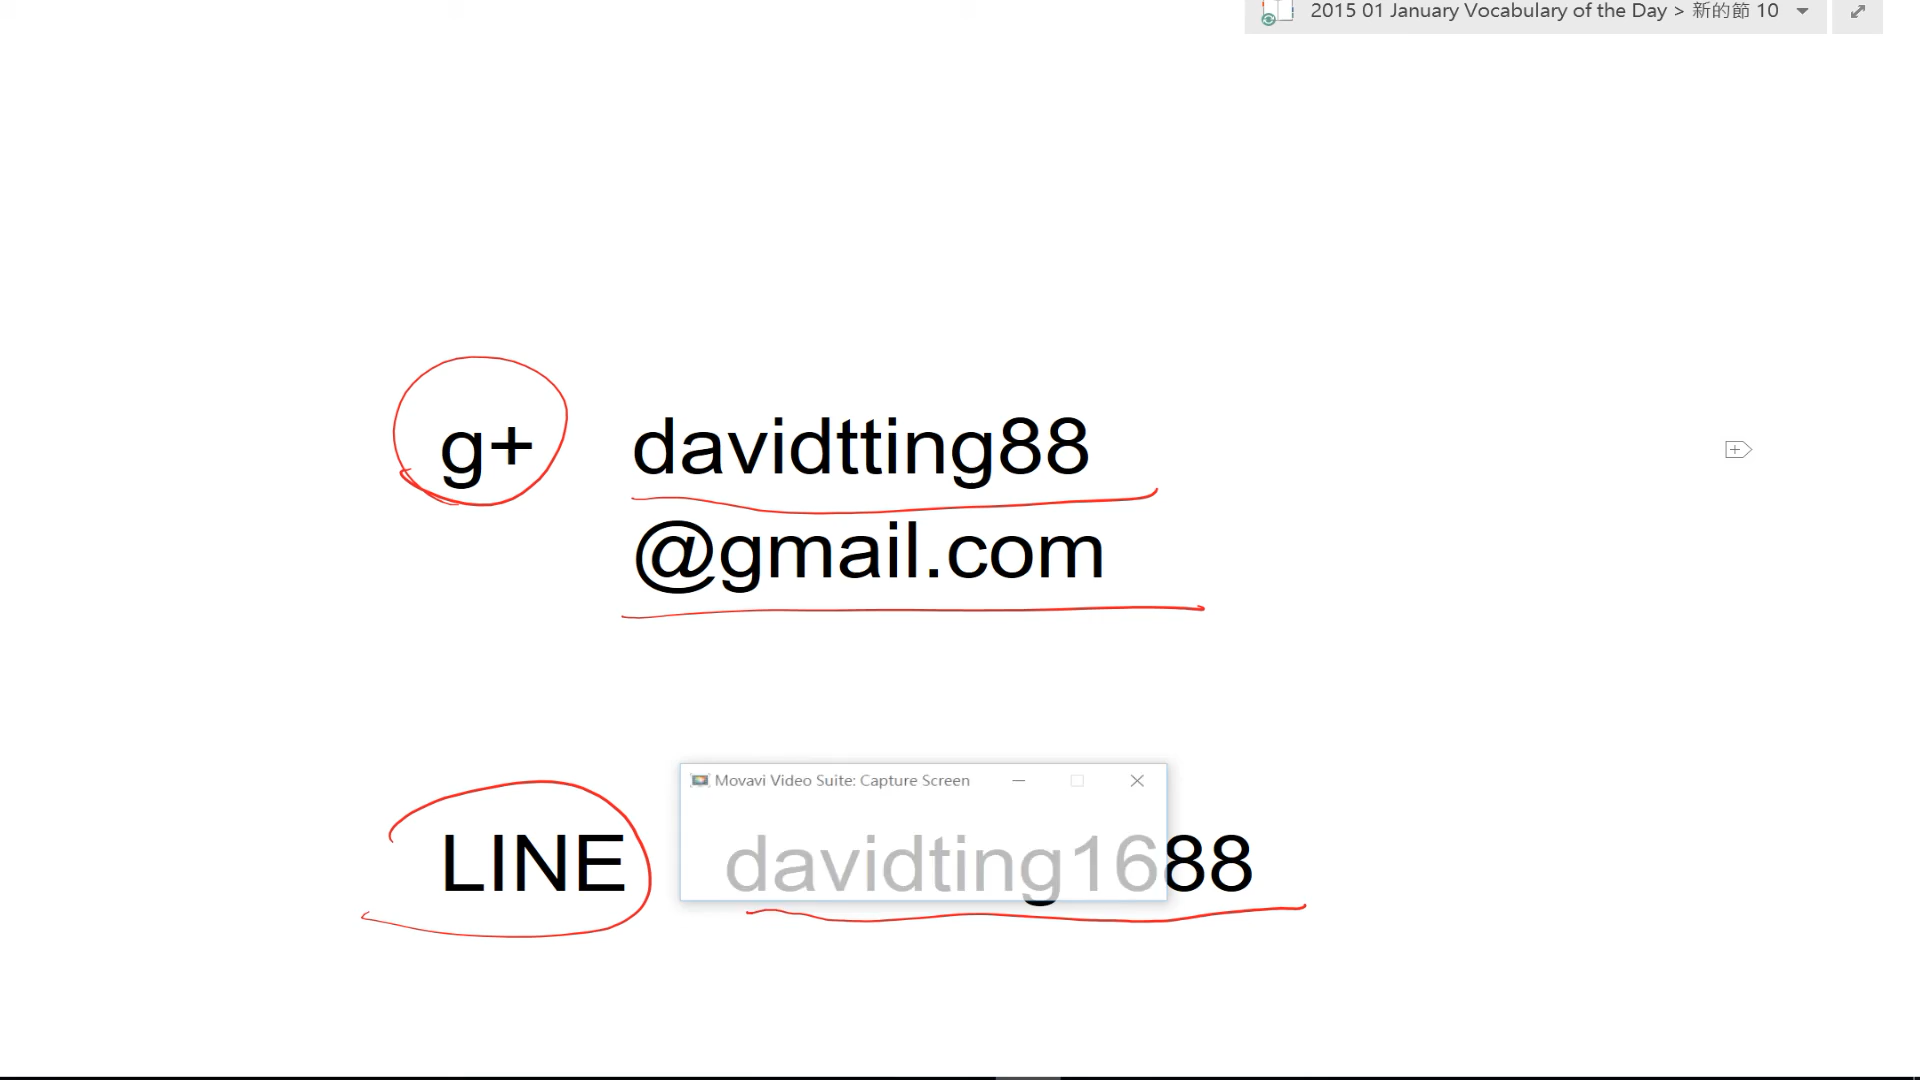 2015 01 January Vocabulary of the Day > 新的節 10
g+ davidtting88
@gmail.com
Movavi Video Suite: Capture Screen
LINE davidting1688